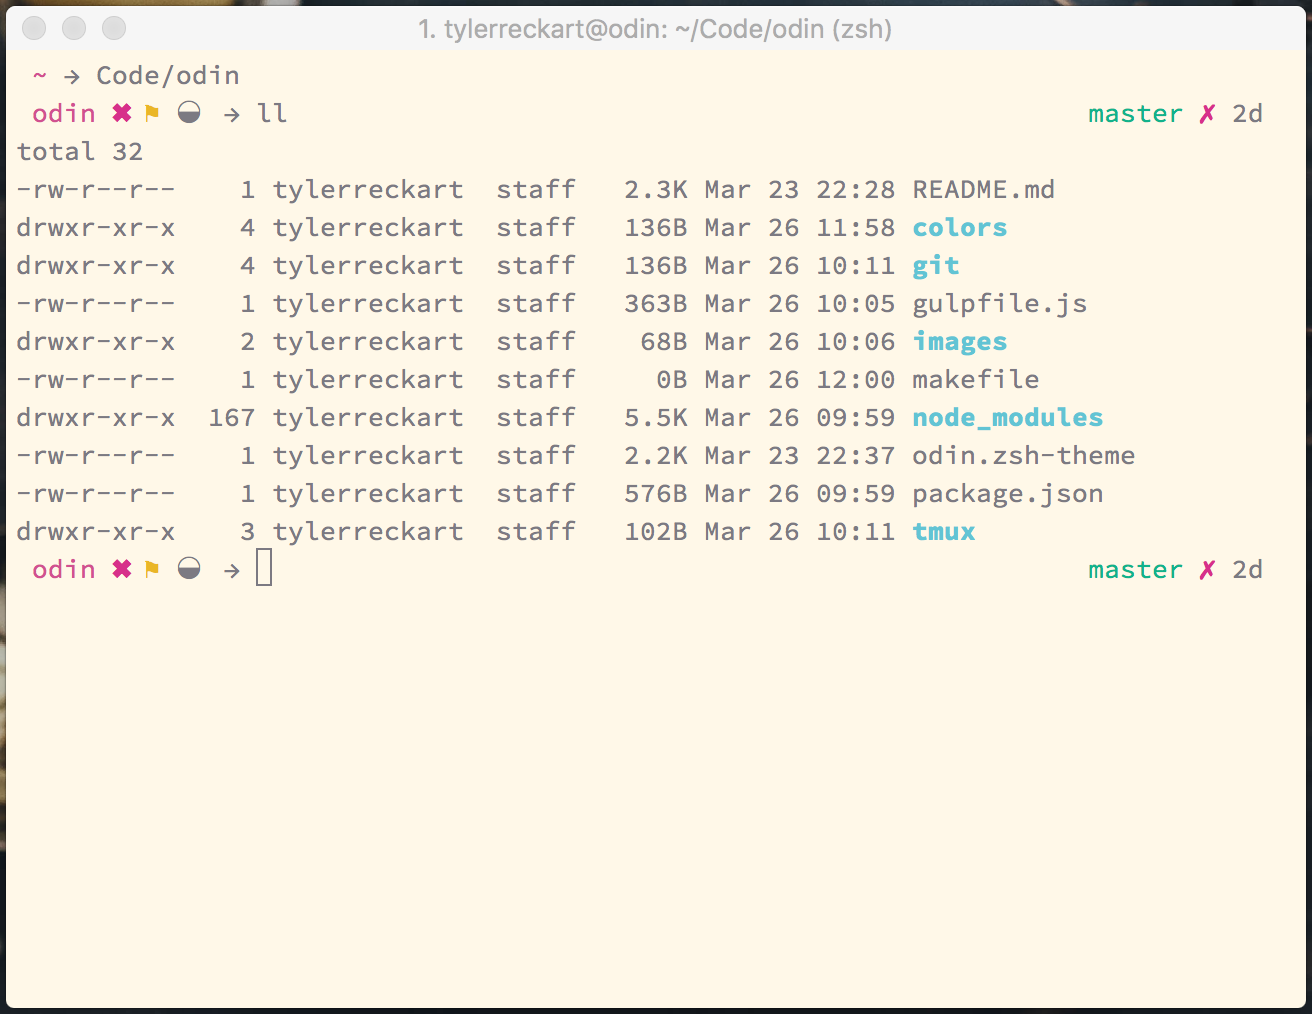 1. tylerreckart@odin: ~/Code/odin (zsh)
~ → Code/odin
odin ✖ ⚑ ◒ → ll master ✗ 2d
total 32
-rw-r--r-- 1 tylerreckart staff 2.3K Mar 23 22:28 README.md
drwxr-xr-x 4 tylerreckart staff 136B Mar 26 11:58 colors
drwxr-xr-x 4 tylerreckart staff 136B Mar 26 10:11 git
-rw-r--r-- 1 tylerreckart staff 363B Mar 26 10:05 gulpfile.js
drwxr-xr-x 2 tylerreckart staff 68B Mar 26 10:06 images
-rw-r--r-- 1 tylerreckart staff 0B Mar 26 12:00 makefile
drwxr-xr-x 167 tylerreckart staff 5.5K Mar 26 09:59 node_modules
-rw-r--r-- 1 tylerreckart staff 2.2K Mar 23 22:37 odin.zsh-theme
-rw-r--r-- 1 tylerreckart staff 576B Mar 26 09:59 package.json
drwxr-xr-x 3 tylerreckart staff 102B Mar 26 10:11 tmux
odin ✖ ⚑ ◒ → master ✗ 2d